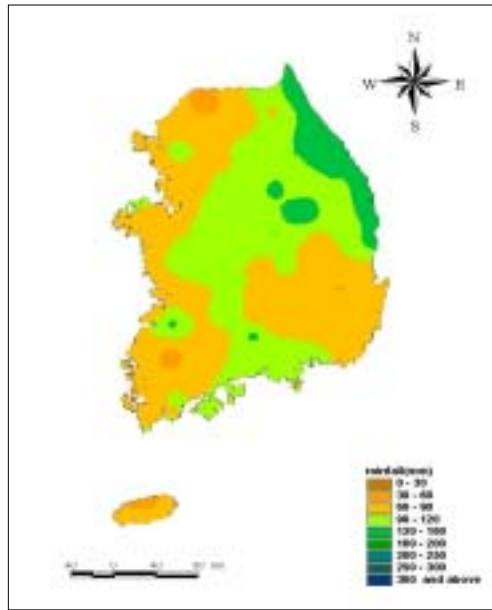 N
W E
S
rainfall(mm)
0 - 30
30 - 60
60 - 90
90 - 120
120 - 160
160 - 200
200 - 250
250 - 300
300 and above